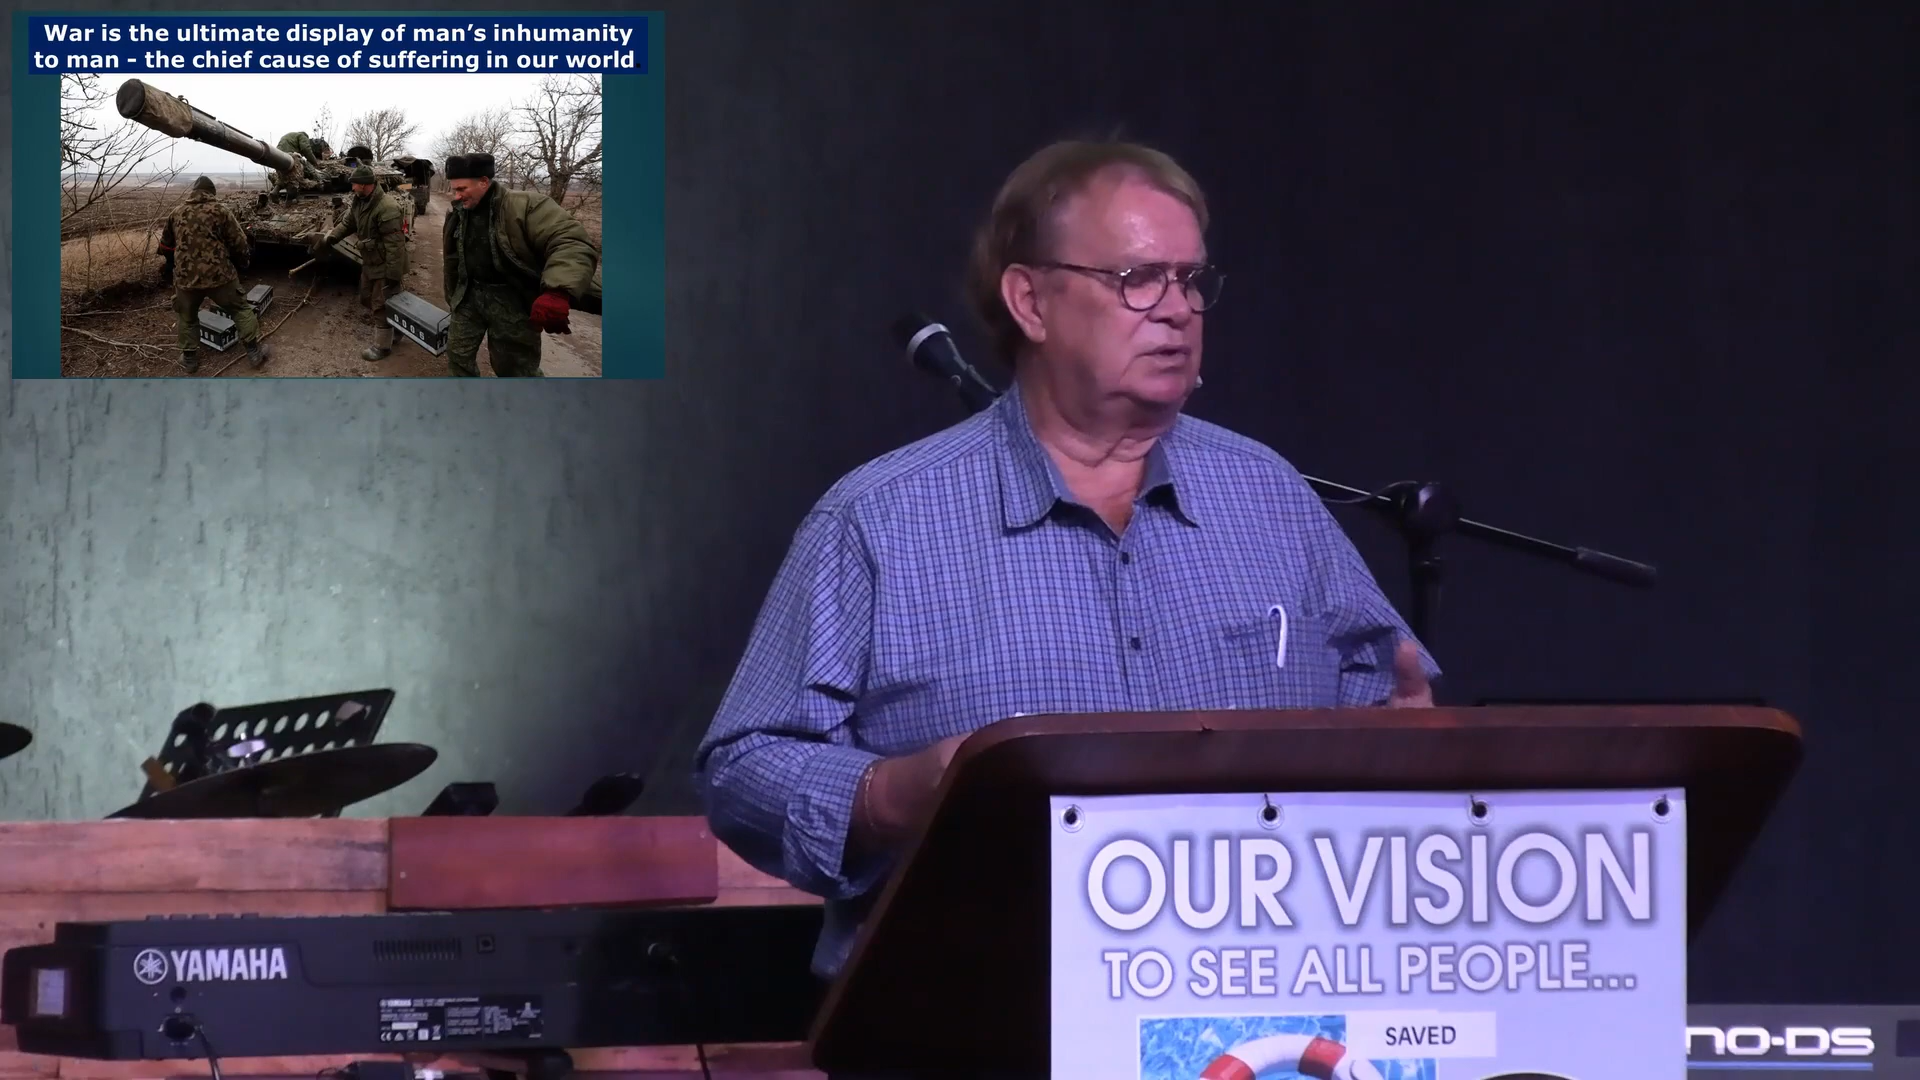 War is the ultimate display of man’s inhumanity
to man - the chief cause of suffering in our world.
OUR VISION
TO SEE ALL PEOPLE...
SAVED
YAMAHA
NO-DS